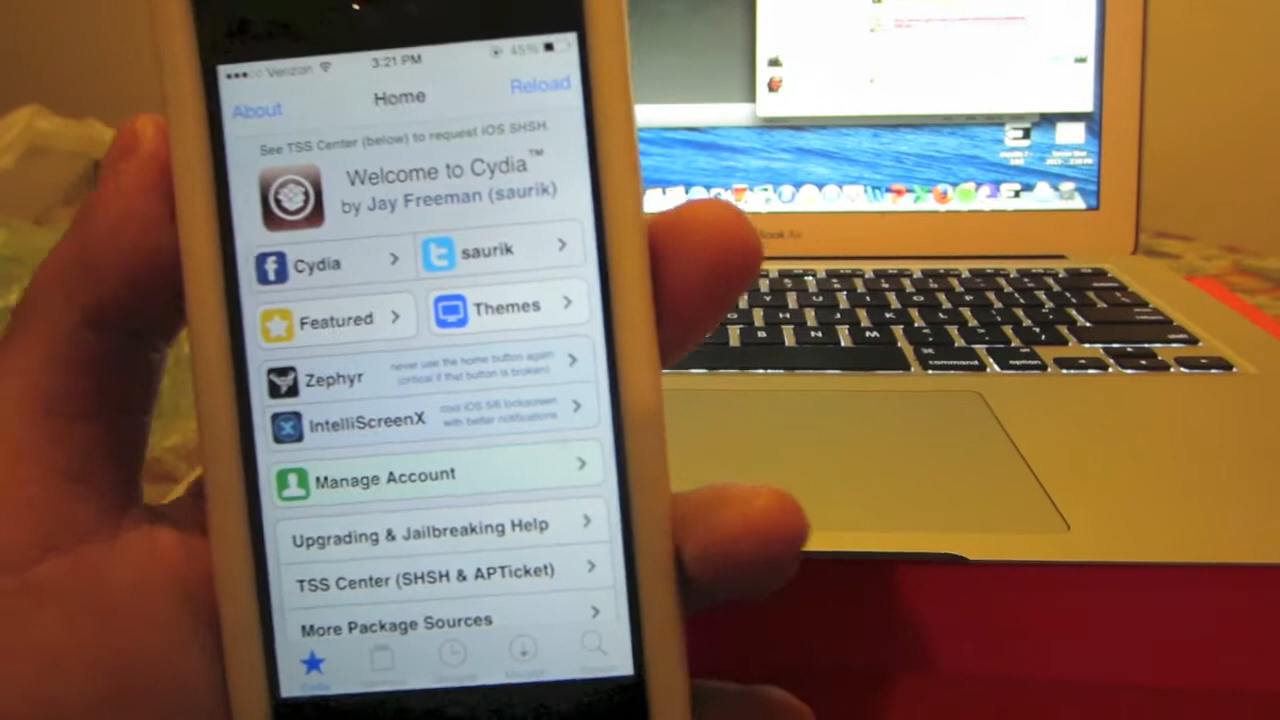 Verizon
3:21 PM
45%
About
Home
Reload
See TSS Center (below) to request iOS SHSH.
Welcome to Cydia™
by Jay Freeman (saurik)
Cydia
saurik
Featured
Themes
Zephyr
never use the home button again
(critical if that button is broken)
IntelliScreenX
cool iOS 5/6 lockscreen
with better notifications
Manage Account
Upgrading & Jailbreaking Help
TSS Center (SHSH & APTicket)
More Package Sources
Cydia
Y U I O P
H J K L
B N M
command
option